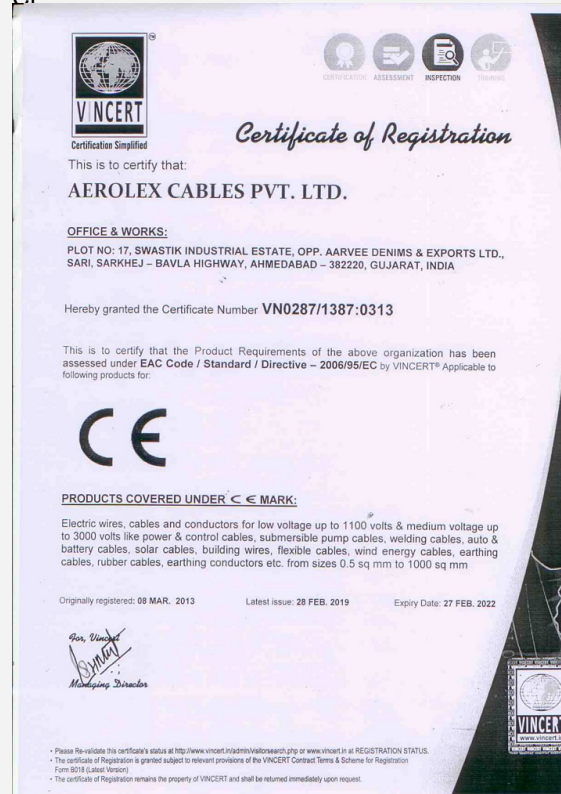 VINCERT
TM
Certification Simplified
CERTIFICATION ASSESSMENT INSPECTION TRAINING
Certificate of Registration
This is to certify that:
AEROLEX CABLES PVT. LTD.
OFFICE & WORKS:
PLOT NO: 17, SWASTIK INDUSTRIAL ESTATE, OPP. AARVEE DENIMS & EXPORTS LTD.,
SARI, SARKHEJ – BAVLA HIGHWAY, AHMEDABAD – 382220, GUJARAT, INDIA
Hereby granted the Certificate Number VN0287/1387:0313
This is to certify that the Product Requirements of the above organization has been
assessed under EAC Code / Standard / Directive – 2006/95/EC by VINCERT® Applicable to
following products for:
CE
PRODUCTS COVERED UNDER C € MARK:
Electric wires, cables and conductors for low voltage up to 1100 volts & medium voltage up
to 3000 volts like power & control cables, submersible pump cables, welding cables, auto &
battery cables, solar cables, building wires, flexible cables, wind energy cables, earthing
cables, rubber cables, earthing conductors etc. from sizes 0.5 sq mm to 1000 sq mm
Originally registered: 08 MAR. 2013 Latest issue: 28 FEB. 2019 Expiry Date: 27 FEB. 2022
For, Vincert
Managing Director
VINCERT
www.vincert.in
• Please Re-validate this certificate's status at http://www.vincert.in/admin/visitorsearch.php or www.vincert.in at REGISTRATION STATUS.
• The certificate of Registration is granted subject to relevant provisions of the VINCERT Contract Terms & Scheme for Registration
Form B018 (Latest Version)
• The certificate of Registration remains the property of VINCERT and shall be returned immediately upon request.